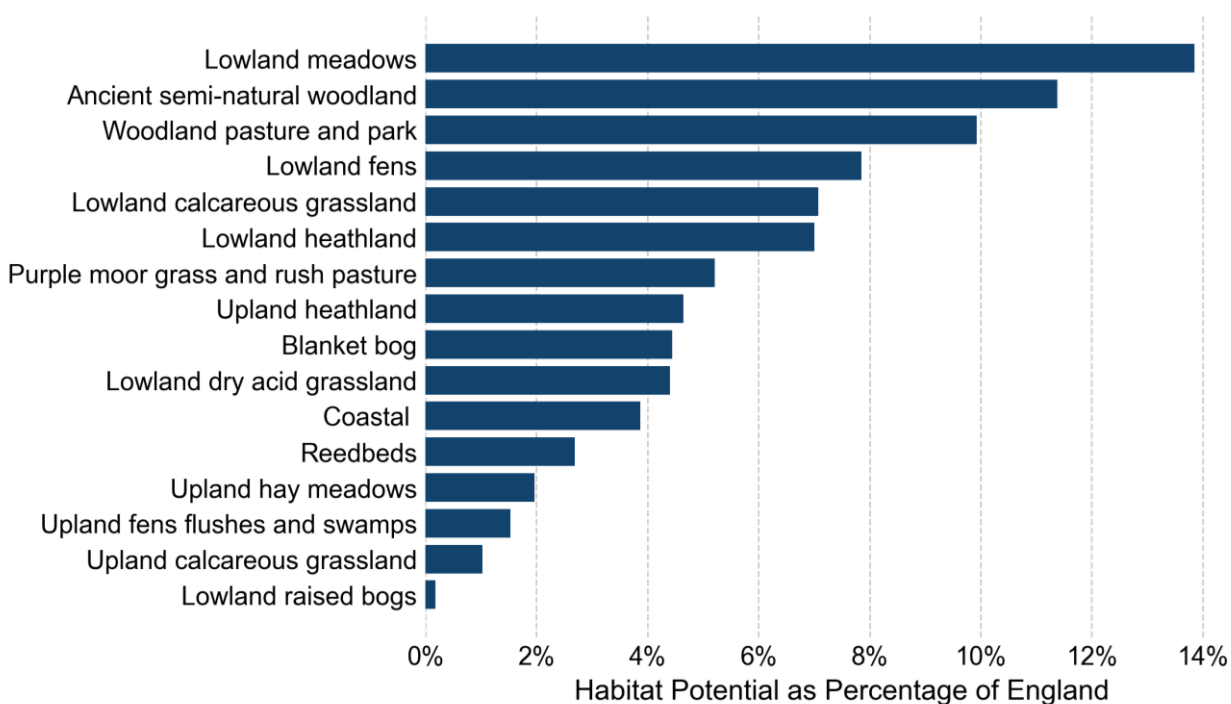 Lowland meadows
Ancient semi-natural woodland
Woodland pasture and park
Lowland fens
Lowland calcareous grassland
Lowland heathland
Purple moor grass and rush pasture
Upland heathland
Blanket bog
Lowland dry acid grassland
Coastal
Reedbeds
Upland hay meadows
Upland fens flushes and swamps
Upland calcareous grassland
Lowland raised bogs
0% 2% 4% 6% 8% 10% 12% 14%
Habitat Potential as Percentage of England